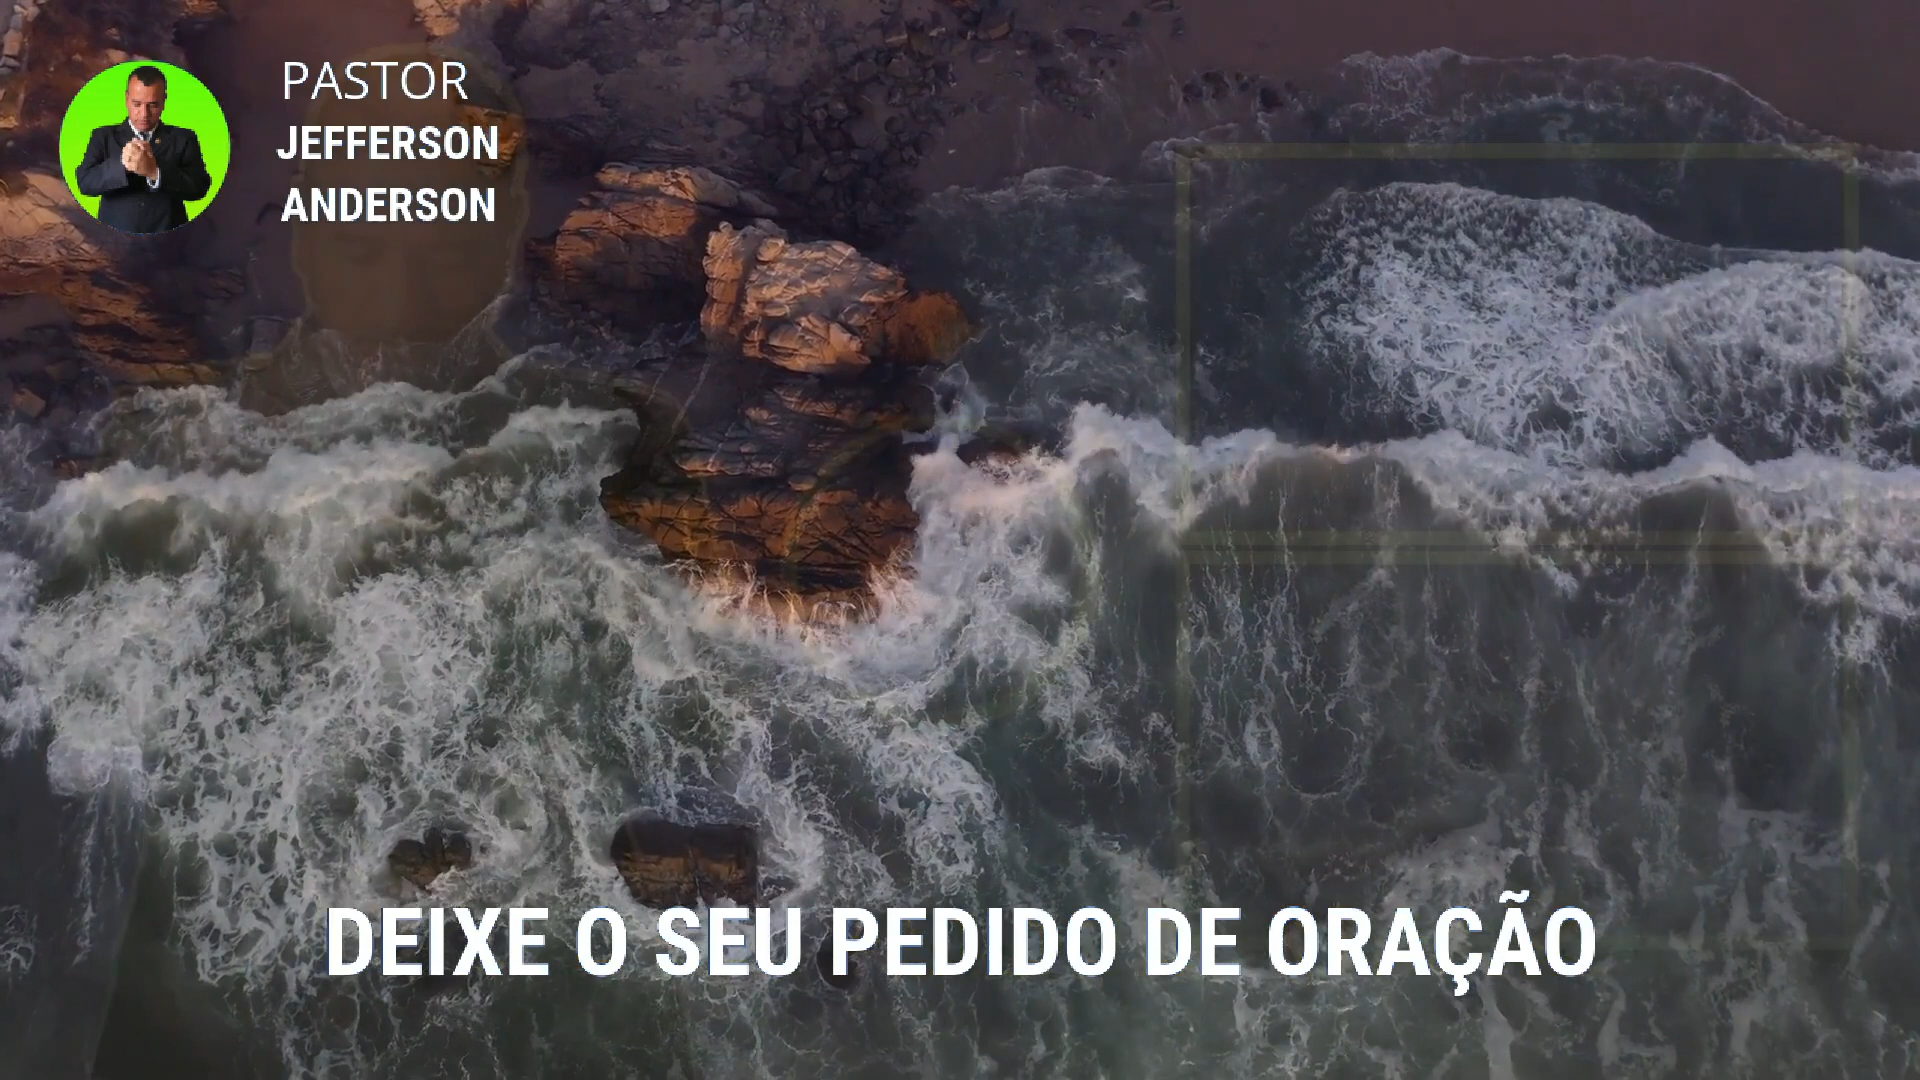 PASTOR
JEFFERSON
ANDERSON
DEIXE O SEU PEDIDO DE ORAÇÃO